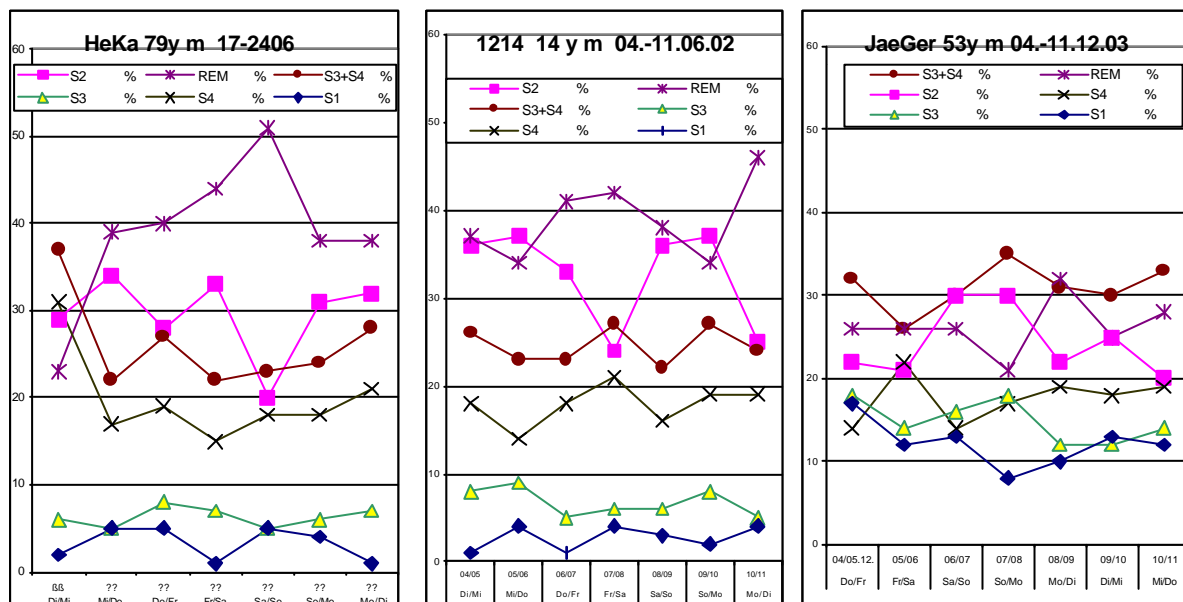 HeKa 79y m 17-2406
S2 % REM % S3+S4 %
S3 % S4 % S1 %
60
50
40
30
20
10
0
ßß ?? ?? ?? ?? ?? ??
Di/Mi Mi/Do Do/Fr Fr/Sa Sa/So So/Mo Mo/Di
1214 14 y m 04.-11.06.02
S2 % REM %
S3+S4 % S3 %
S4 % S1 %
60
50
40
30
20
10
0
04/05 05/06 06/07 07/08 08/09 09/10 10/11
Di/Mi Mi/Do Do/Fr Fr/Sa Sa/So So/Mo Mo/Di
JaeGer 53y m 04.-11.12.03
S3+S4 % REM %
S2 % S4 %
S3 % S1 %
60
50
40
30
20
10
0
04/05.12. 05/06 06/07 07/08 08/09 09/10 10/11
Do/Fr Fr/Sa Sa/So So/Mo Mo/Di Di/Mi Mi/Do